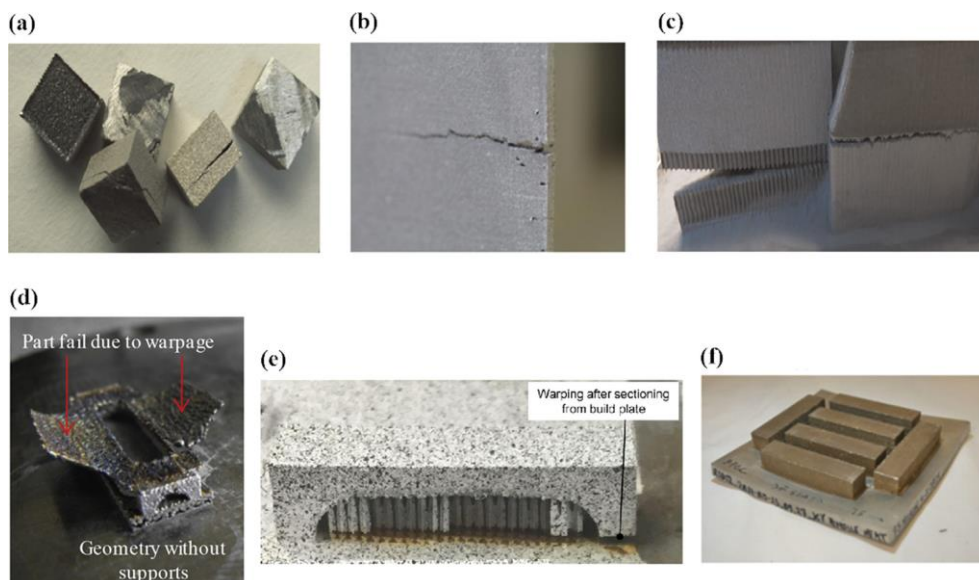 (a)
(b)
(c)
(d)
Part fail due to warpage
Geometry without
supports
(e)
Warping after sectioning
from build plate
(f)